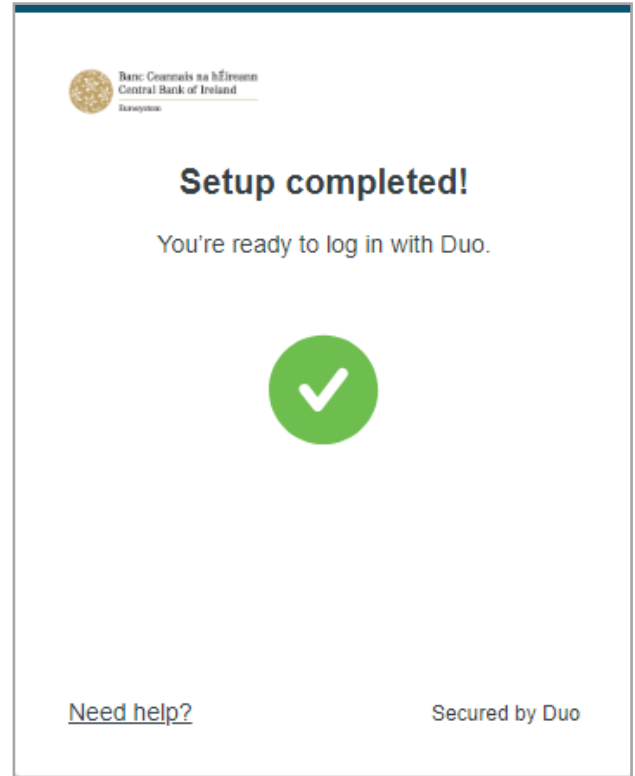 Banc Ceannais na hÉireann
Central Bank of Ireland
Eurosystem
Setup completed!
You're ready to log in with Duo.
Need help?
Secured by Duo